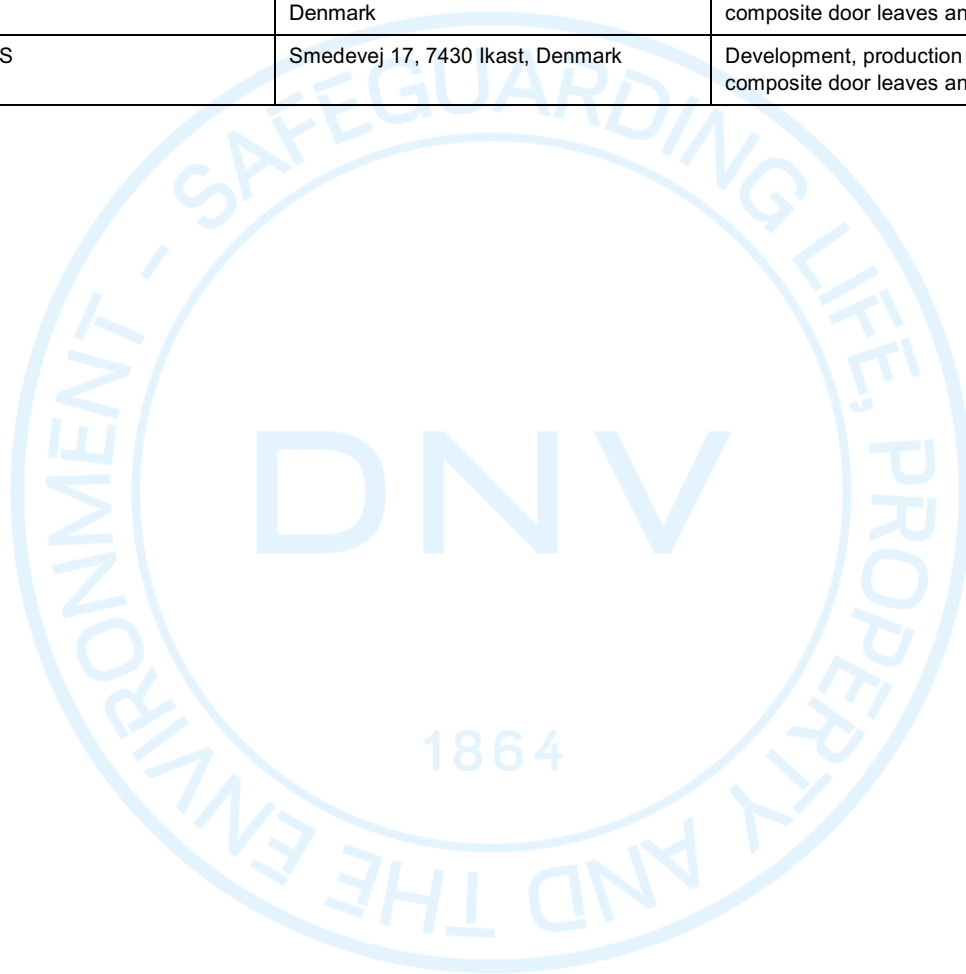 Denmark
composite door leaves an
S
Smedevej 17, 7430 Ikast, Denmark
Development, production
composite door leaves an
SAFEGUARDING LIFE, PROPERTY AND THE ENVIRONMENT -
DNV
1864